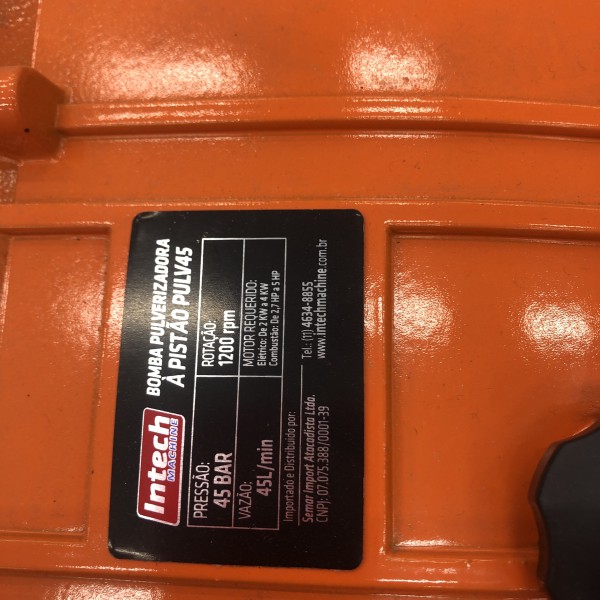 Intech
MACHINE
BOMBA PULVERIZADORA
À PISTÃO PULV45
PRESSÃO:
45 BAR
ROTAÇÃO:
1200 rpm
VAZÃO:
45L/min
MOTOR REQUERIDO:
Elétrico: De 2 KW a 4 KW
Combustão: De 2,7 HP a 5 HP
Importado e Distribuído por:
Semar Import Atacadista Ltda.
CNPJ: 07.075.388/0001-39
Tel.: (11) 4634-8855
www.intechmachine.com.br